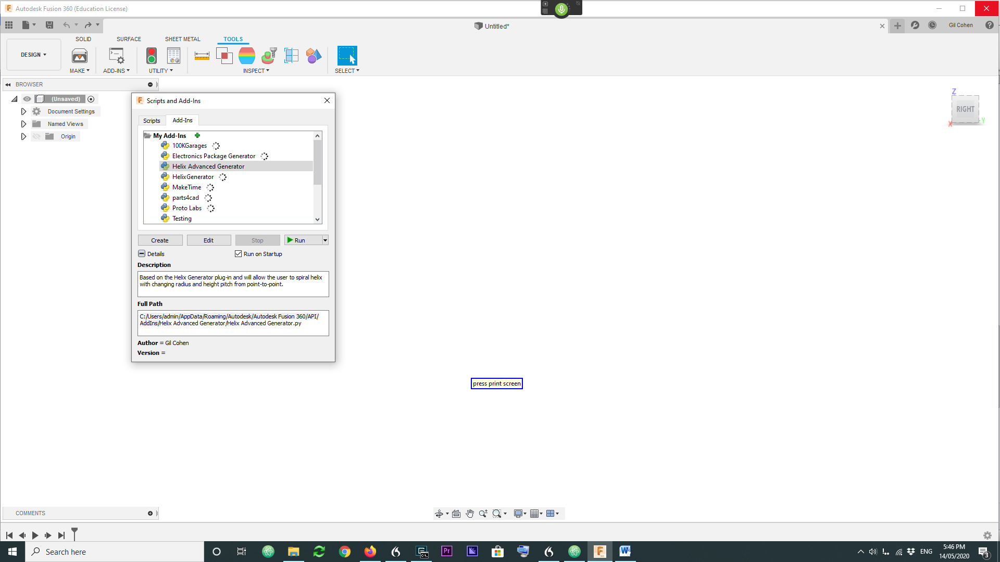 Autodesk Fusion 360 (Education License)
Untitled*
Gil Cohen
DESIGN
SOLID
SURFACE
SHEET METAL
TOOLS
MAKE
ADD-INS
UTILITY
INSPECT
SELECT
BROWSER
(Unsaved)
Document Settings
Named Views
Origin
Z
RIGHT
X
Y
Scripts and Add-Ins
Scripts
Add-Ins
My Add-Ins
100KGarages
Electronics Package Generator
Helix Advanced Generator
HelixGenerator
MakeTime
parts4cad
Proto Labs
Testing
Create
Edit
Stop
Run
Details
Run on Startup
Description
Based on the Helix Generator plug-in and will allow the user to spiral helix
with changing radius and height pitch from point-to-point.
Full Path
C:/Users/admin/AppData/Roaming/Autodesk/Autodesk Fusion 360/API/
AddIns/Helix Advanced Generator/Helix Advanced Generator.py
Author = Gil Cohen
Version =
press print screen
COMMENTS
Search here
Pr
ENG
5:46 PM
14/05/2020
3